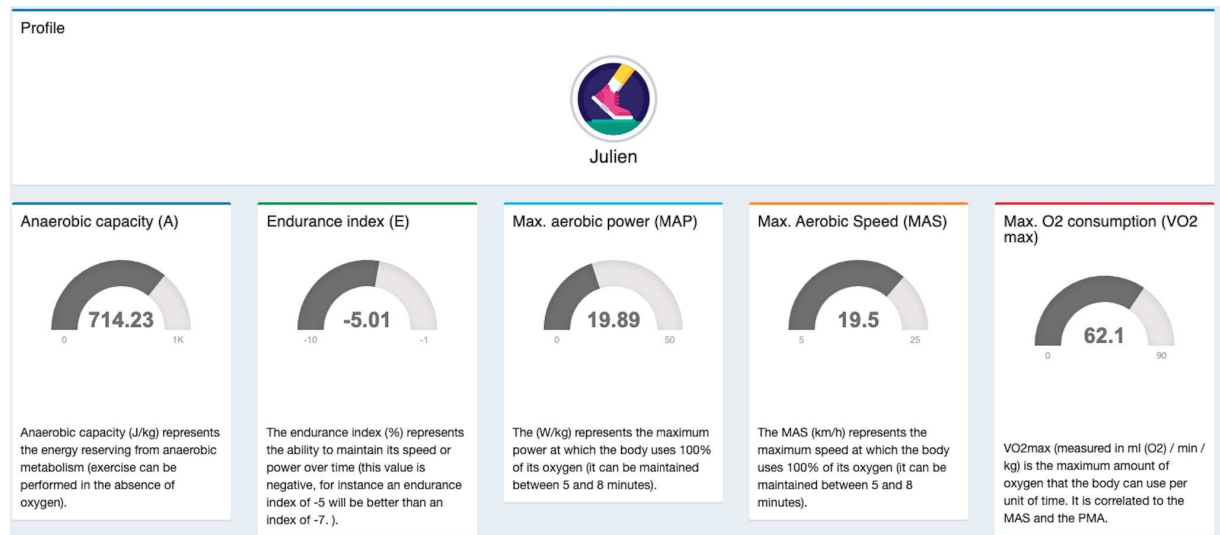 Profile
Julien
Anaerobic capacity (A)
714.23
0
1K
Anaerobic capacity (J/kg) represents
the energy reserving from anaerobic
metabolism (exercise can be
performed in the absence of
oxygen).
Endurance index (E)
-5.01
-10
-1
The endurance index (%) represents
the ability to maintain its speed or
power over time (this value is
negative, for instance an endurance
index of -5 will be better than an
index of -7. ).
Max. aerobic power (MAP)
19.89
0
50
The (W/kg) represents the maximum
power at which the body uses 100%
of its oxygen (it can be maintained
between 5 and 8 minutes).
Max. Aerobic Speed (MAS)
19.5
5
25
The MAS (km/h) represents the
maximum speed at which the body
uses 100% of its oxygen (it can be
maintained between 5 and 8
minutes).
Max. O2 consumption (VO2
max)
62.1
0
90
VO2max (measured in ml (O2) / min /
kg) is the maximum amount of
oxygen that the body can use per
unit of time. It is correlated to the
MAS and the PMA.